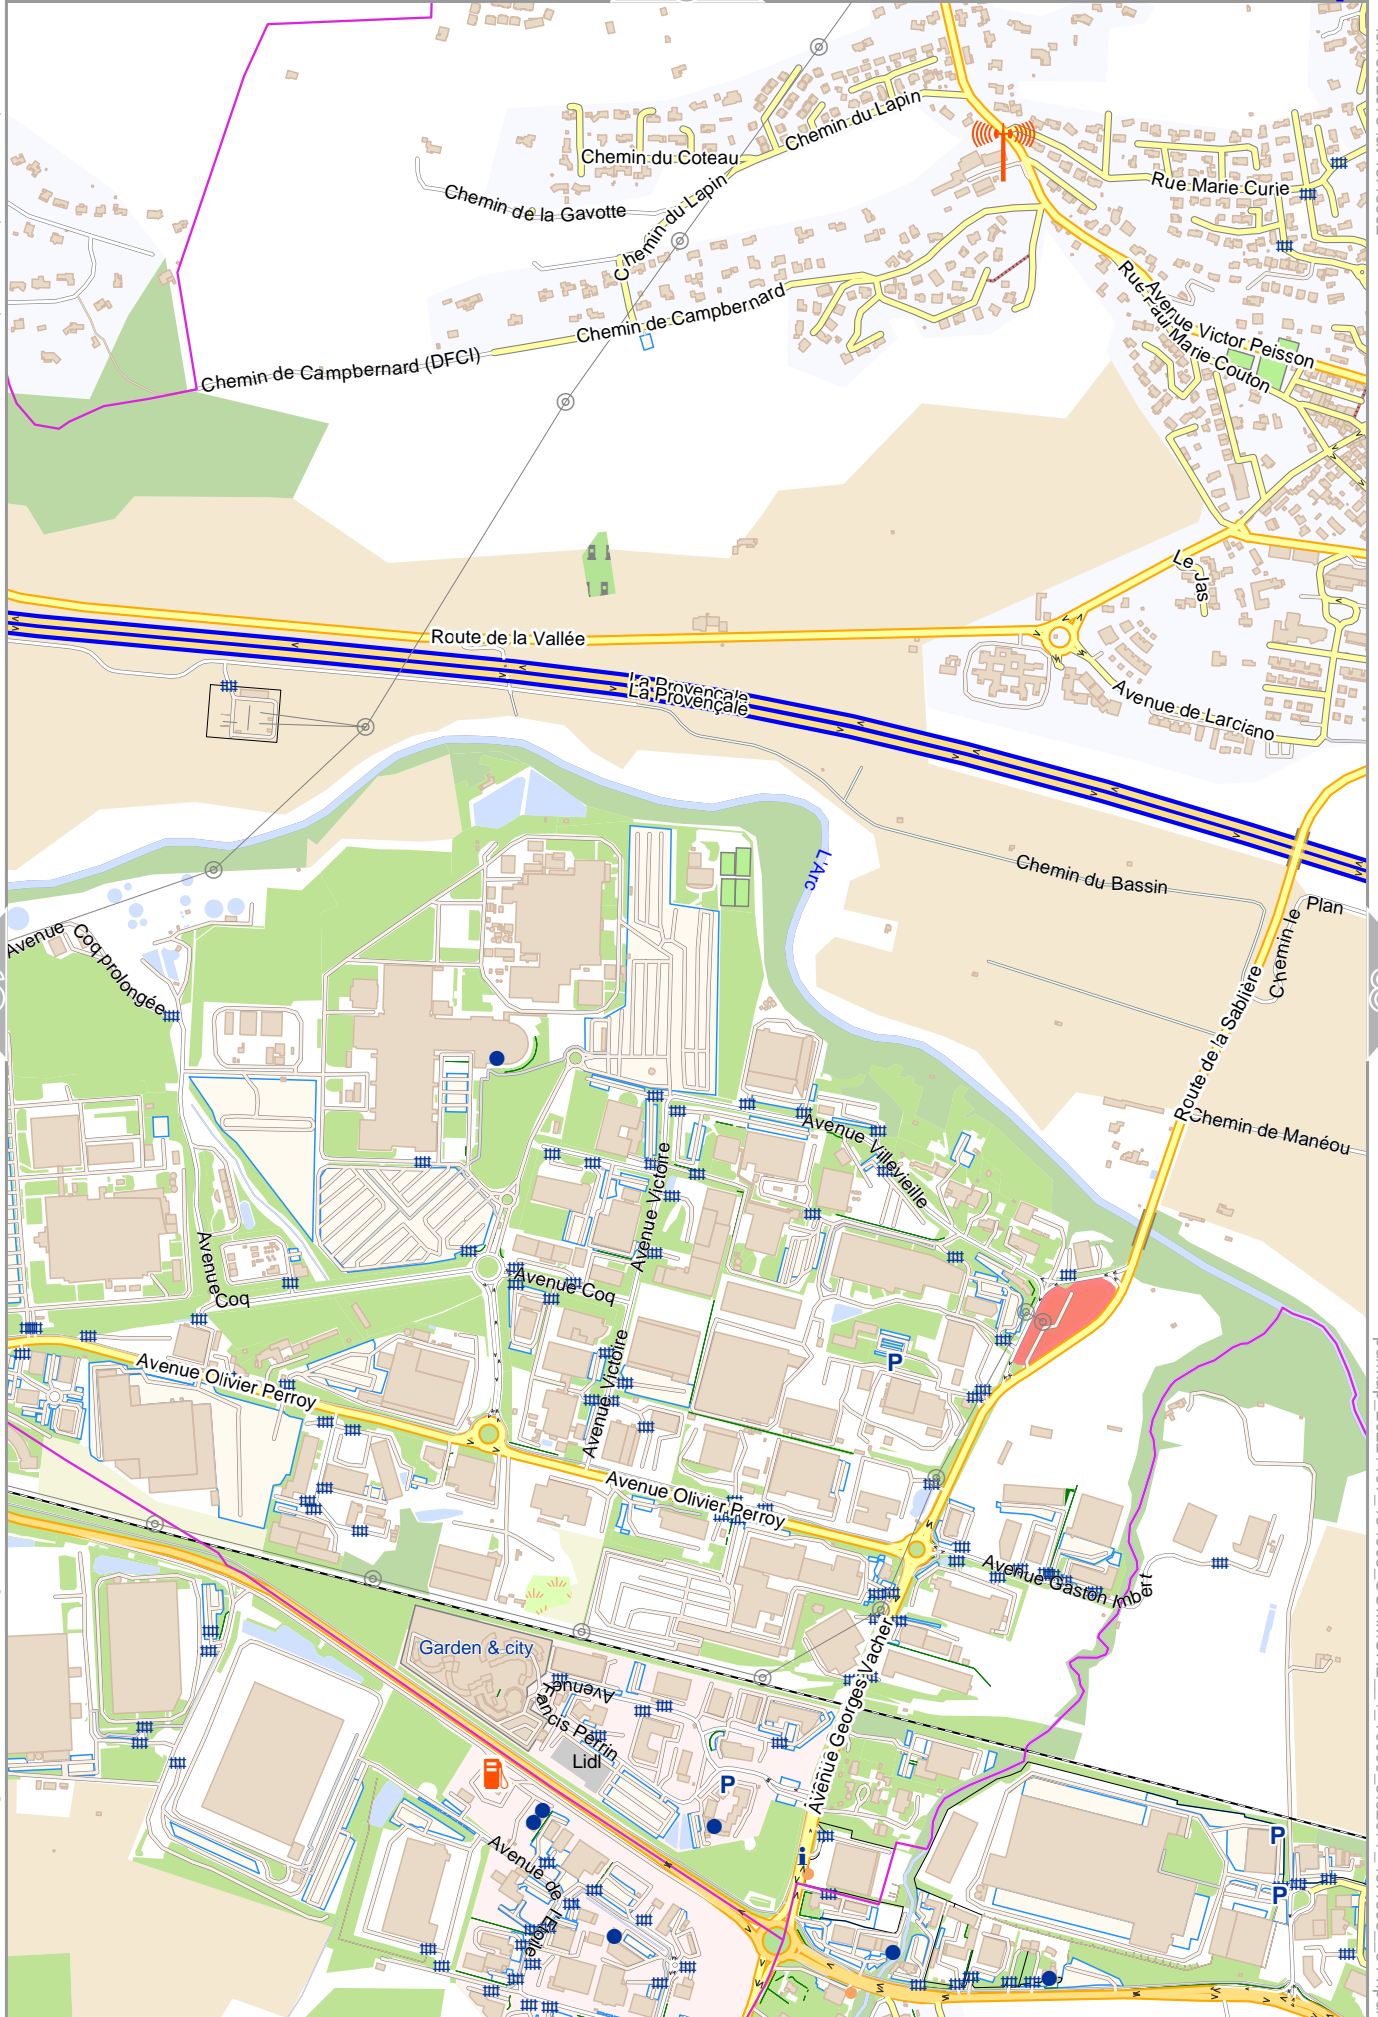 Chemin du Lapin
Chemin du Coteau
Rue Marie Curie
Chemin de la Gavotte
Chemin du Lapin
Chemin de Campbernard
Rue Paul Marie Couton
Avenue Victor Peisson
Chemin de Campbernard (DFCI)
Le Jas
Route de la Vallée
La Provençale
La Provençale
Avenue de Larciano
L'Arc
Chemin du Bassin
Plan
Chemin le
Avenue
Coq prolongée
Route de la Sablière
Chemin de Manéou
Avenue Villevieille
Avenue Victoire
Avenue
Coq
Avenue Coq
Avenue Victoire
P
Avenue Olivier Perroy
Avenue Olivier Perroy
Avenue Gaston Imbert
Garden & city
Avenue
Francis Perrin
Avenue Georges Vacher
Lidl
P
P
i
Avenue de l'Etoile
P